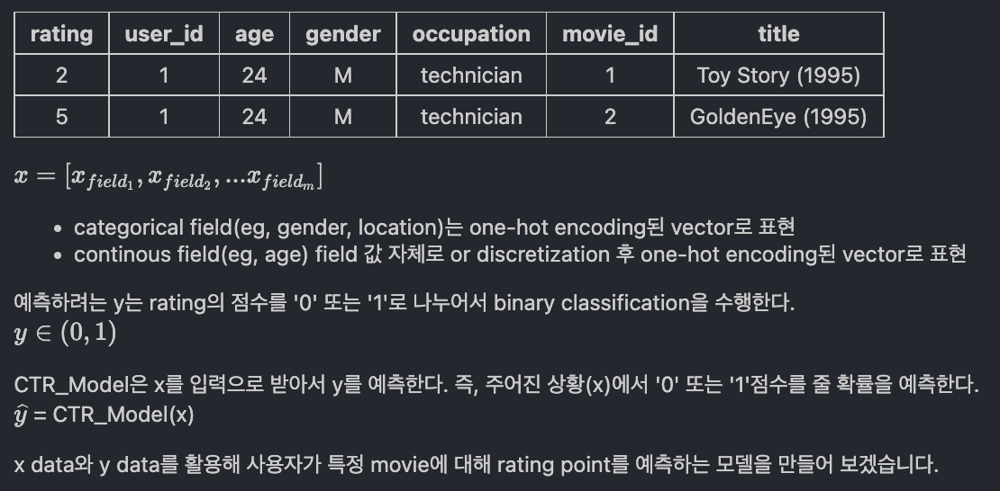 rating user_id age gender occupation movie_id title
2 1 24 M technician 1 Toy Story (1995)
5 1 24 M technician 2 GoldenEye (1995)
x = [x_{field_1}, x_{field_2}, ...x_{field_m}]
• categorical field(eg, gender, location)는 one-hot encoding된 vector로 표현
• continous field(eg, age) field 값 자체로 or discretization 후 one-hot encoding된 vector로 표현
예측하려는 y는 rating의 점수를 '0' 또는 '1'로 나누어서 binary classification을 수행한다.
y ∈ (0, 1)
CTR_Model은 x를 입력으로 받아서 y를 예측한다. 즉, 주어진 상황(x)에서 '0' 또는 '1'점수를 줄 확률을 예측한다.
ŷ = CTR_Model(x)
x data와 y data를 활용해 사용자가 특정 movie에 대해 rating point를 예측하는 모델을 만들어 보겠습니다.